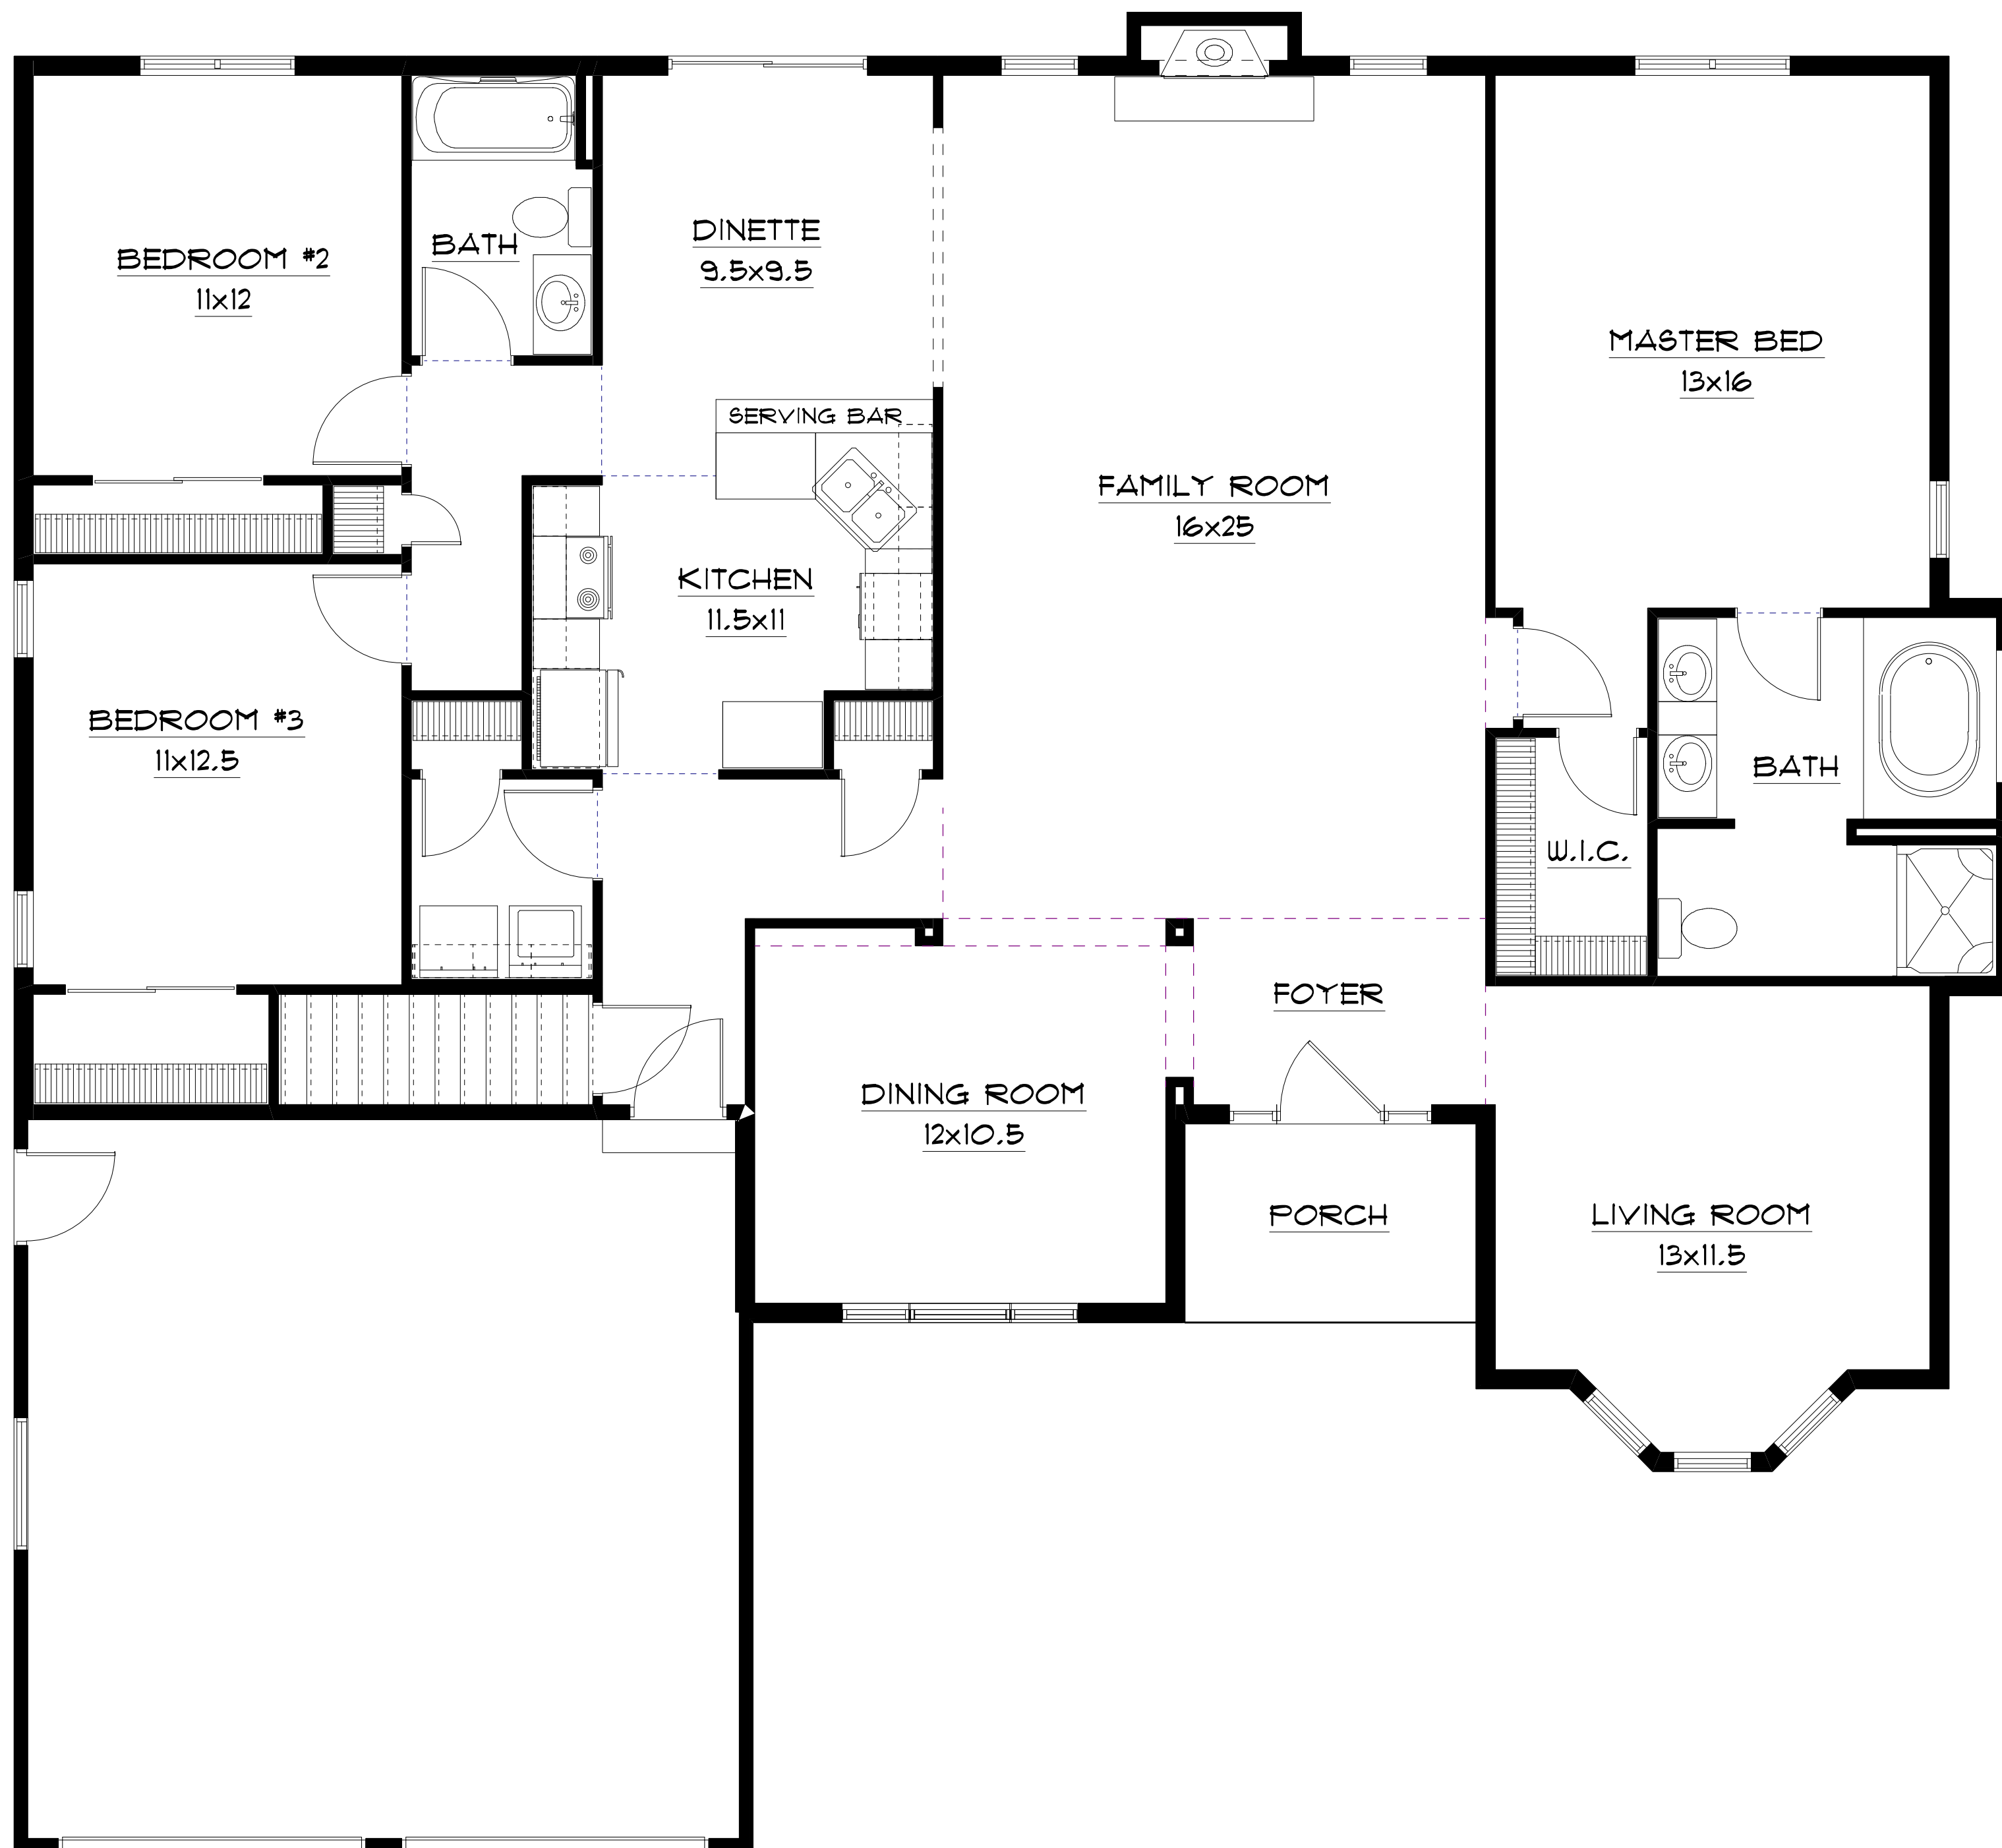 BEDROOM #2
11x12
BATH
DINETTE
9.5x9.5
SERVING BAR
MASTER BED
13x16
FAMILY ROOM
16x25
KITCHEN
11.5x11
BEDROOM #3
11x12.5
BATH
W.I.C.
FOYER
DINING ROOM
12x10.5
PORCH
LIVING ROOM
13x11.5